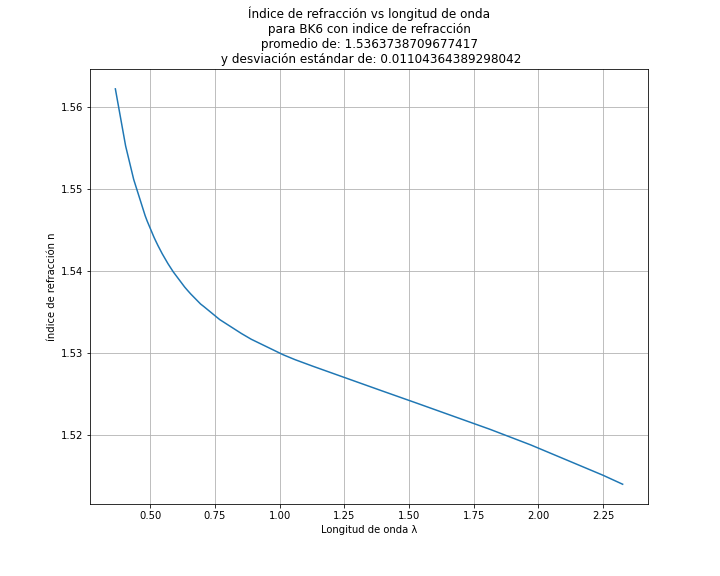 Índice de refracción vs longitud de onda
para BK6 con indice de refracción
promedio de: 1.5363738709677417
y desviación estándar de: 0.01104364389298042
1.56
1.55
1.54
1.53
1.52
Índice de refracción n
0.50 0.75 1.00 1.25 1.50 1.75 2.00 2.25
Longitud de onda λ